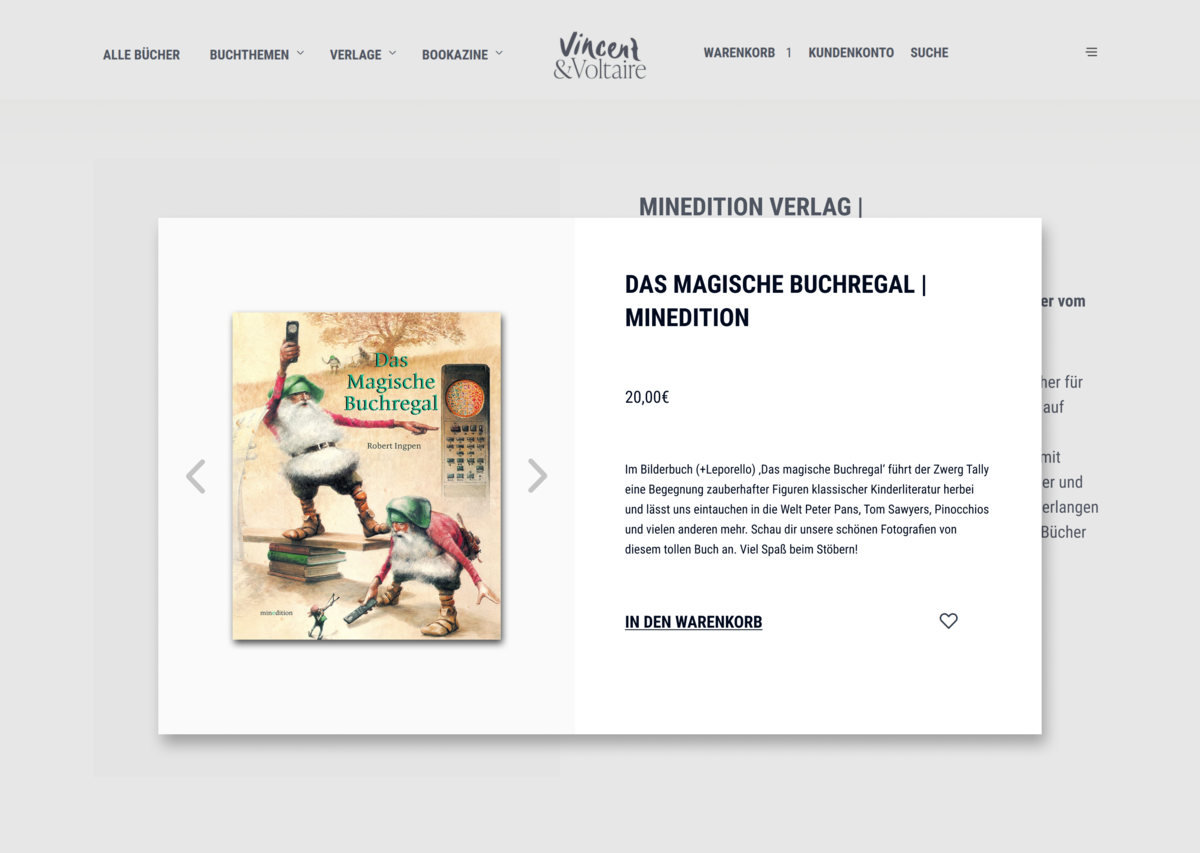 ALLE BÜCHER
BUCHTHEMEN
VERLAGE
BOOKAZINE
Vincent
&Voltaire
WARENKORB 1
KUNDENKONTO
SUCHE
MINEDITION VERLAG |
DAS MAGISCHE BUCHREGAL |
MINEDITION
20,00€
Im Bilderbuch (+Leporello) ‚Das magische Buchregal‘ führt der Zwerg Tally
eine Begegnung zauberhafter Figuren klassischer Kinderliteratur herbei
und lässt uns eintauchen in die Welt Peter Pans, Tom Sawyers, Pinocchios
und vielen anderen mehr. Schau dir unsere schönen Fotografien von
diesem tollen Buch an. Viel Spaß beim Stöbern!
IN DEN WARENKORB
Das
Magische
Buchregal
Robert Ingpen
minedition
er vom
her für
auf
mit
er und
erlangen
Bücher